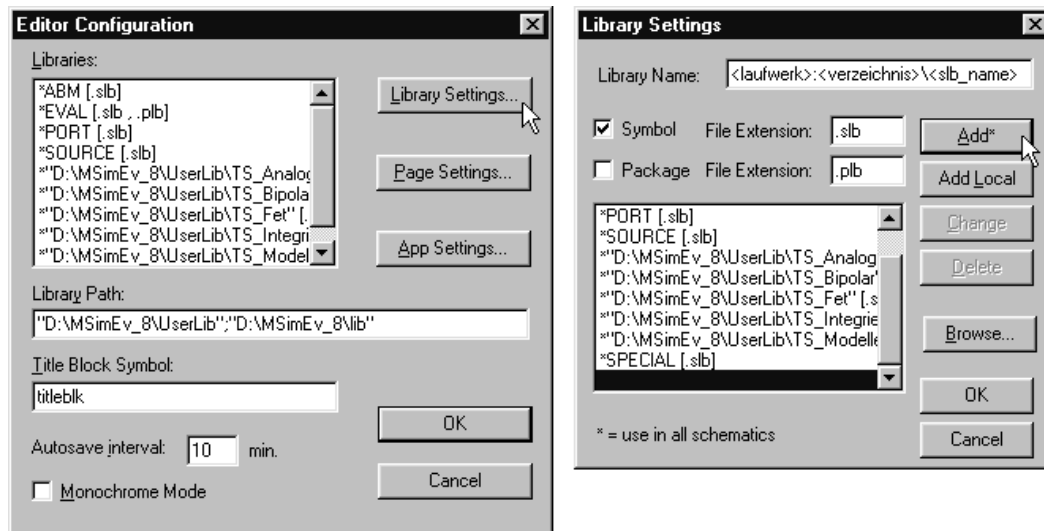 Editor Configuration
Libraries:
*ABM [.slb]
*EVAL [.slb , .plb]
*PORT [.slb]
*SOURCE [.slb]
*"D:\MSimEv_8\UserLib\TS_Analog
*"D:\MSimEv_8\UserLib\TS_Bipola
*"D:\MSimEv_8\UserLib\TS_Fet" [.
*"D:\MSimEv_8\UserLib\TS_Integri
*"D:\MSimEv_8\UserLib\TS_Model
Library Settings...
Page Settings...
App Settings...
Library Path:
"D:\MSimEv_8\UserLib";"D:\MSimEv_8\lib"
Title Block Symbol:
titleblk
Autosave interval: 10 min.
Monochrome Mode
OK
Cancel
Library Settings
Library Name: <laufwerk>:<verzeichnis>\<slb_name>
Symbol File Extension: .slb
Package File Extension: .plb
Add*
Add Local
Change
Delete
Browse...
OK
Cancel
*PORT [.slb]
*SOURCE [.slb]
*"D:\MSimEv_8\UserLib\TS_Analog
*"D:\MSimEv_8\UserLib\TS_Bipolar"
*"D:\MSimEv_8\UserLib\TS_Fet" [.s
*"D:\MSimEv_8\UserLib\TS_Integrie
*"D:\MSimEv_8\UserLib\TS_Modelle
*SPECIAL [.slb]
* = use in all schematics